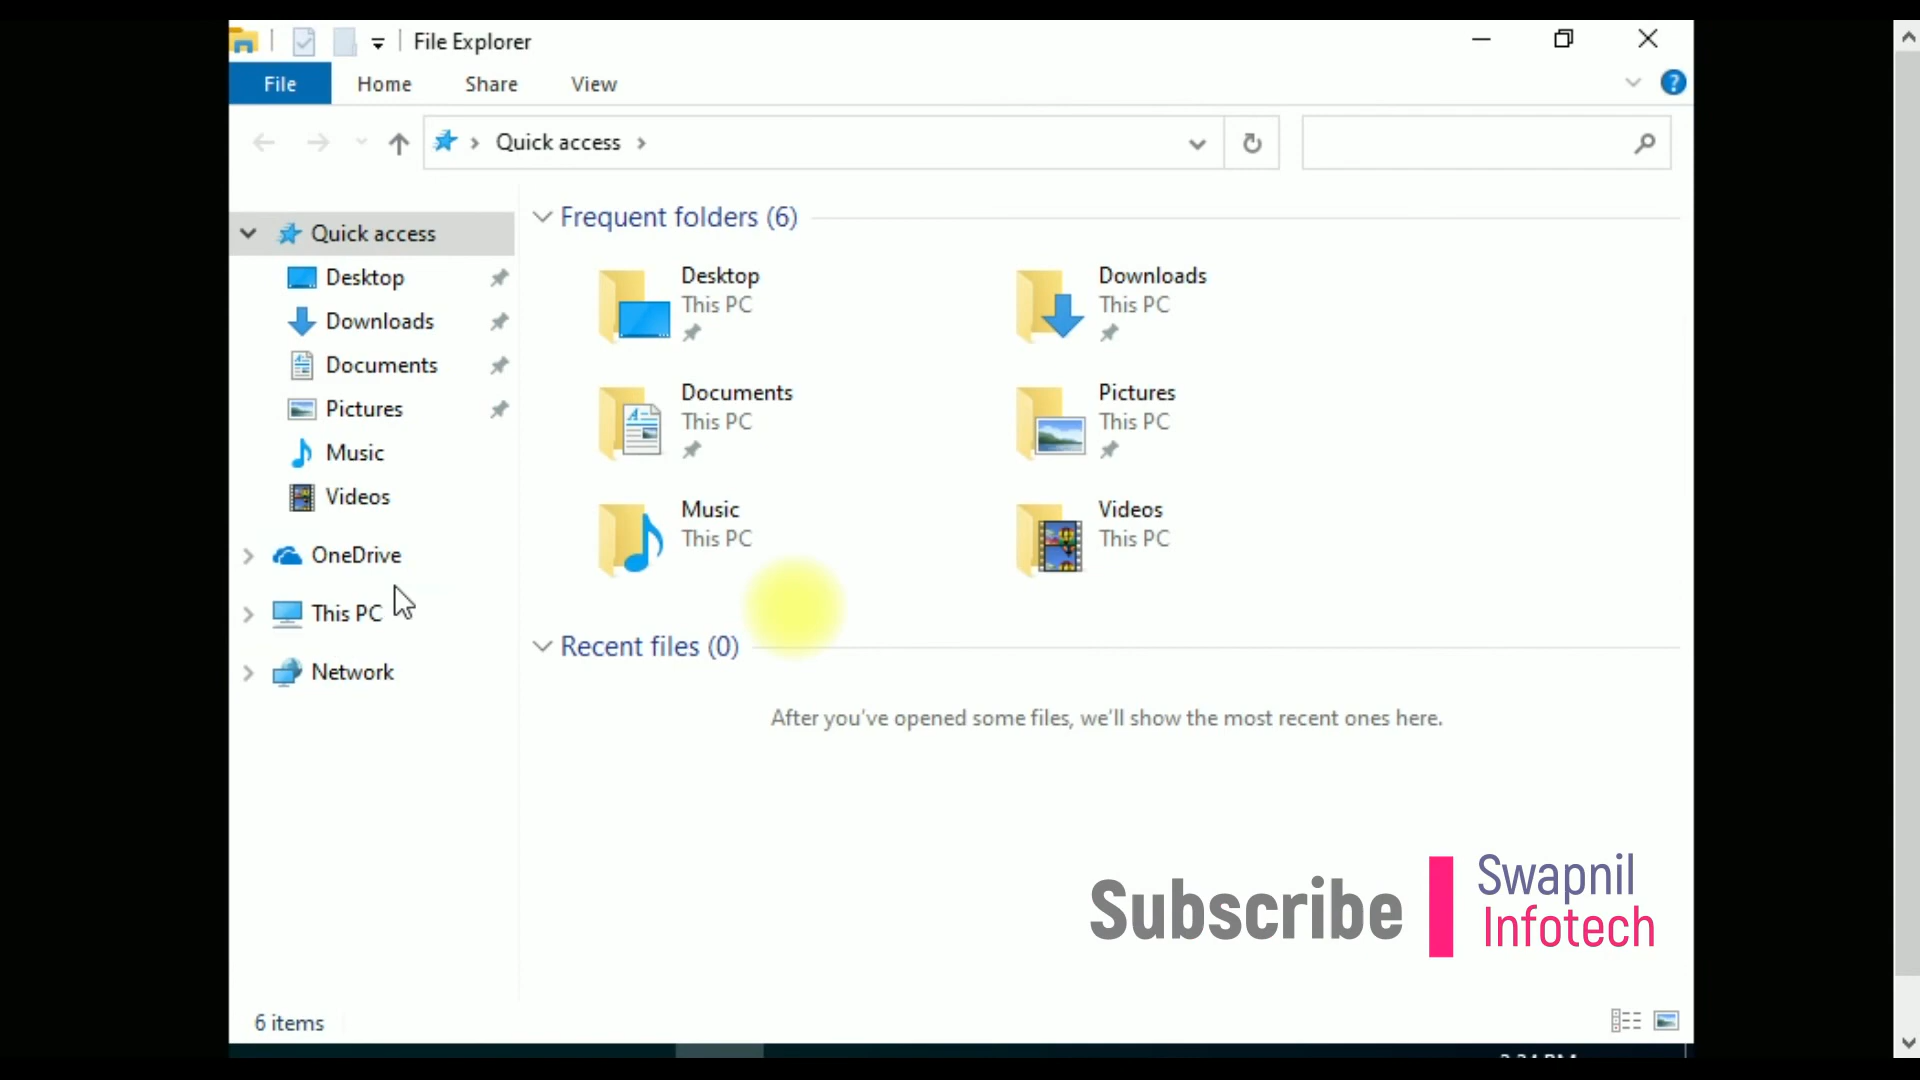 File Explorer
File Home Share View
Quick access
Quick access
Desktop
Downloads
Documents
Pictures
Music
Videos
OneDrive
This PC
Network
Frequent folders (6)
Desktop
This PC
Downloads
This PC
Documents
This PC
Pictures
This PC
Music
This PC
Videos
This PC
Recent files (0)
After you've opened some files, we'll show the most recent ones here.
Subscribe
Swapnil
Infotech
6 items